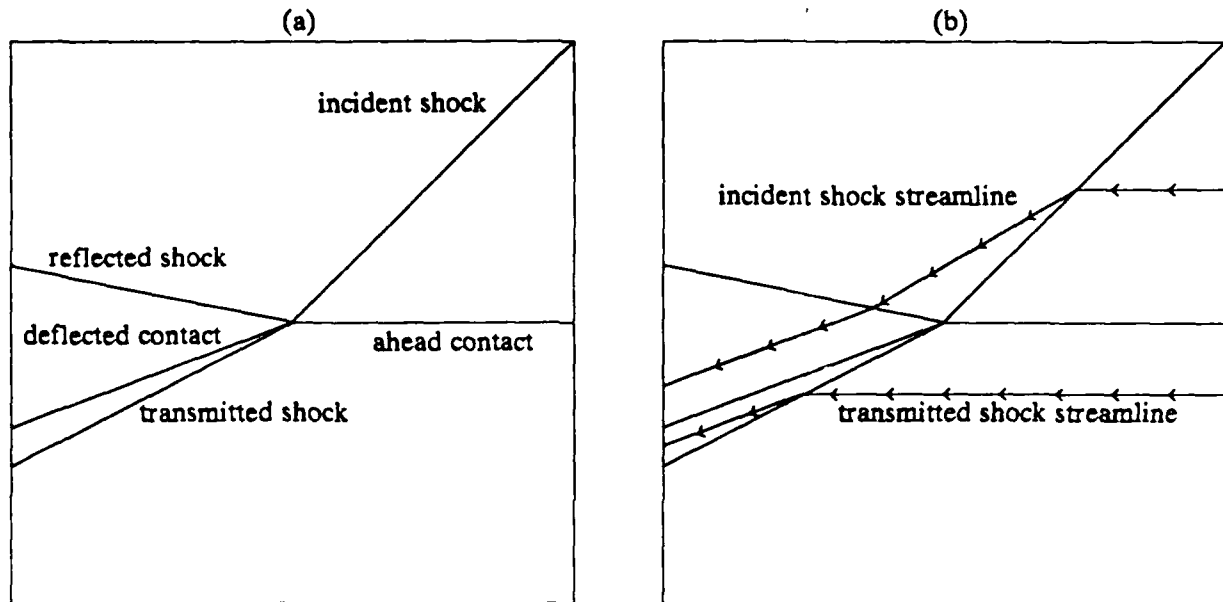 (a)
incident shock
reflected shock
deflected contact
ahead contact
transmitted shock
(b)
incident shock streamline
transmitted shock streamline